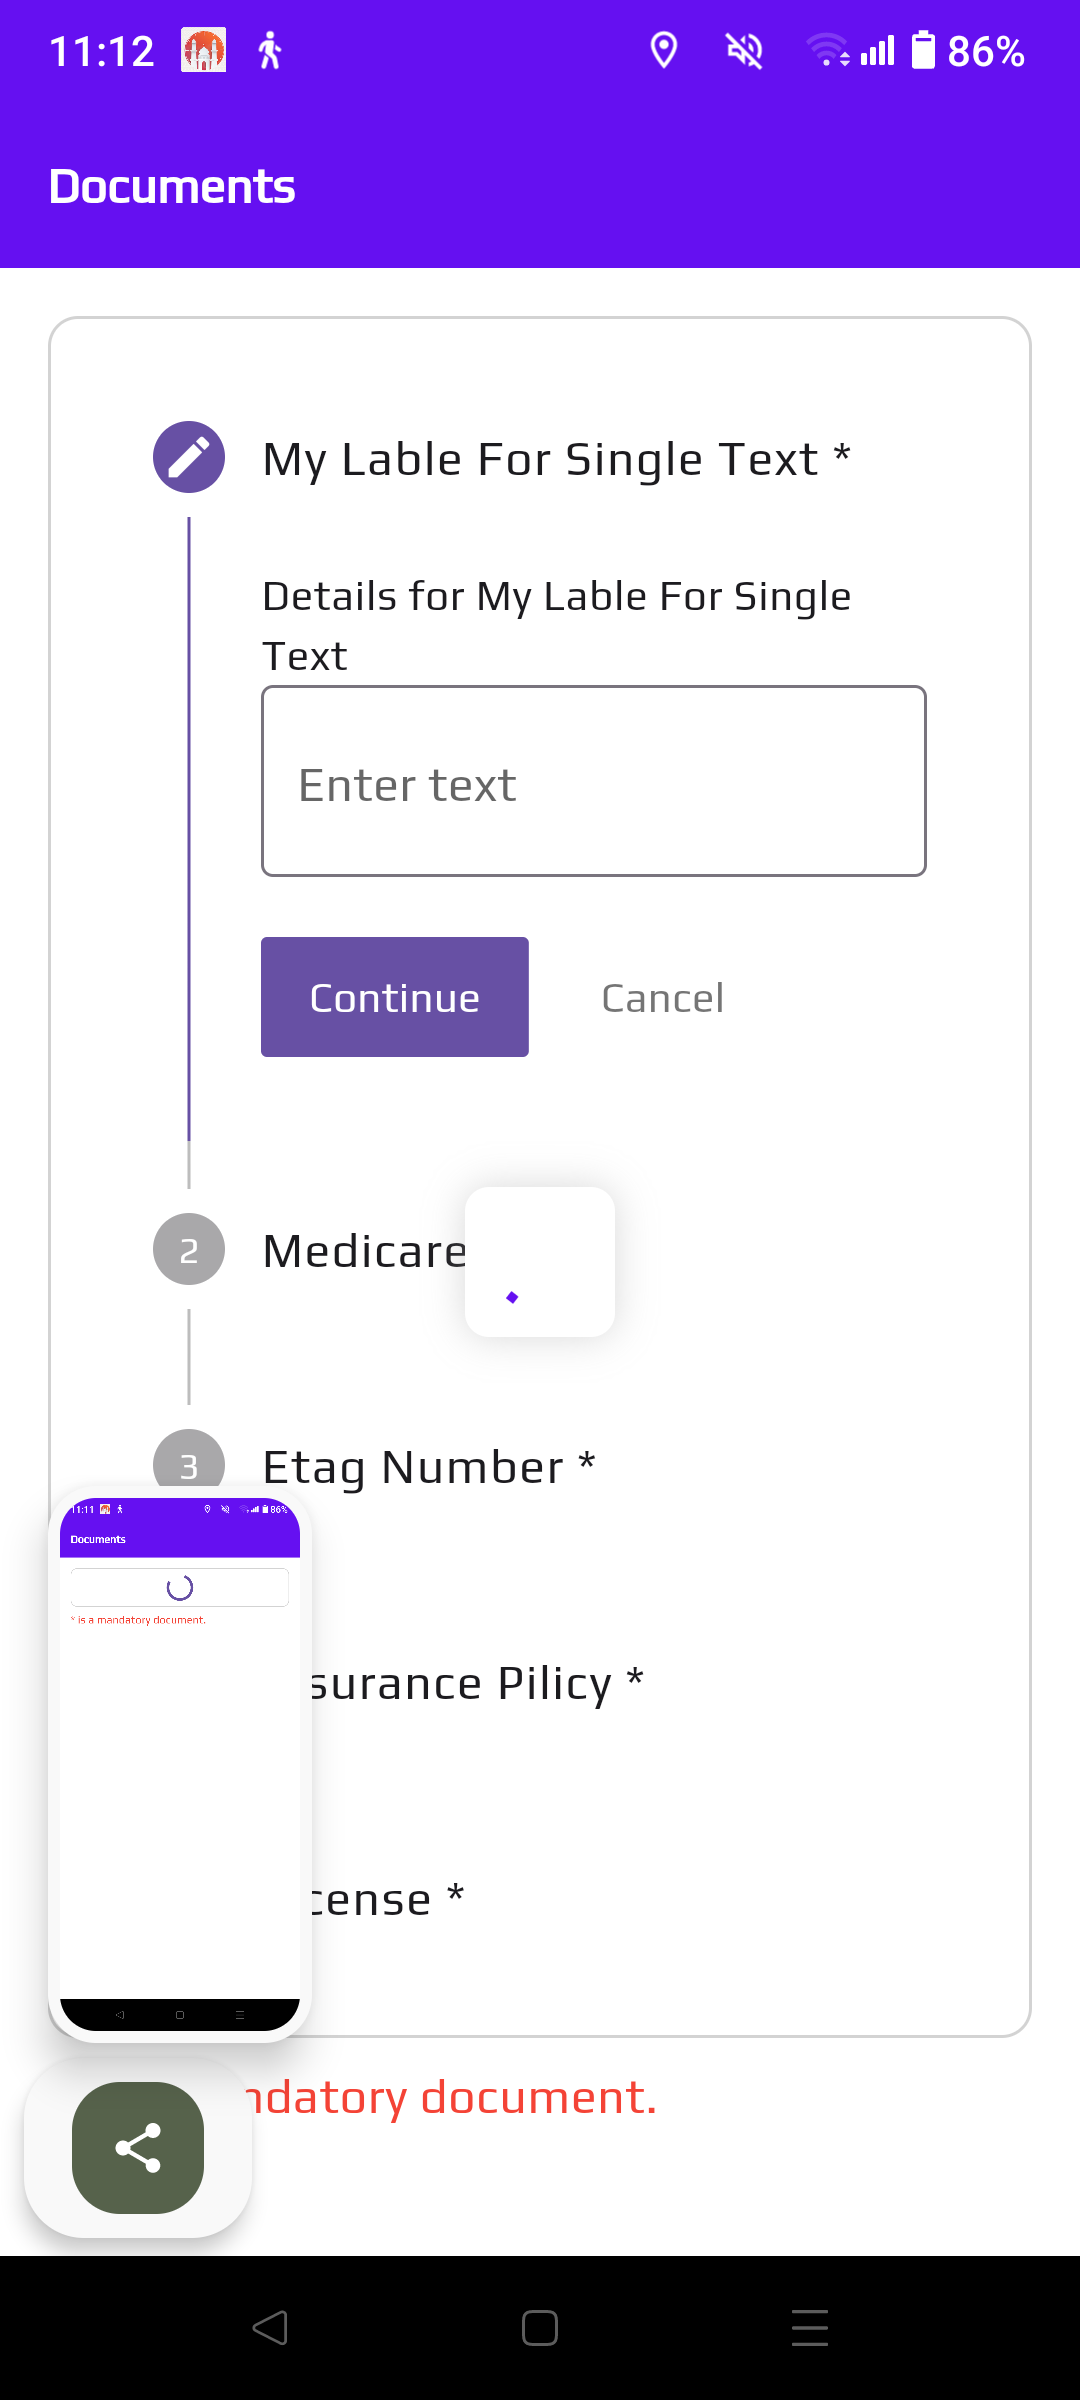 11:12
86%
Documents
My Lable For Single Text *
Details for My Lable For Single
Text
Enter text
Continue
Cancel
2
Medicare
3
Etag Number *
11:11
86%
Documents
* is a mandatory document.
surance Pilicy *
cense *
ndatory document.